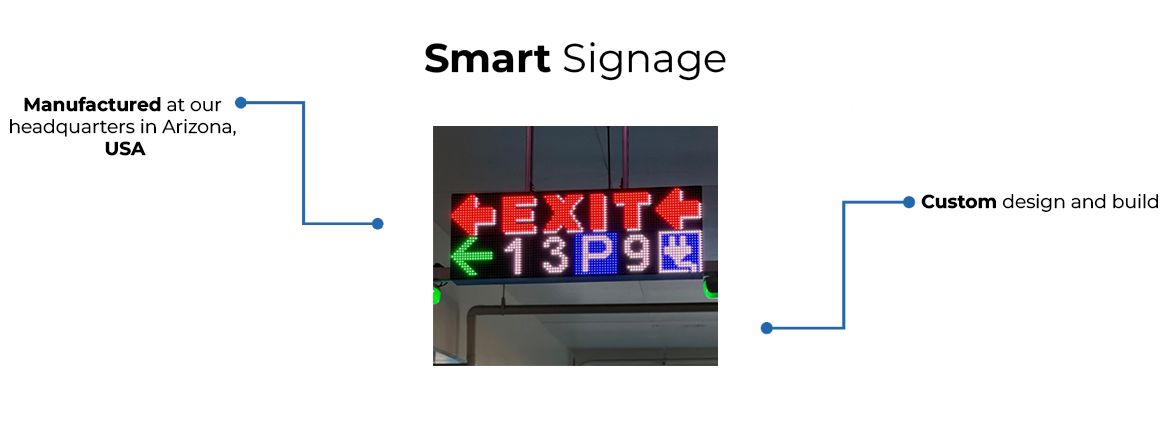 Smart Signage
Manufactured at our
headquarters in Arizona,
USA
EXIT
13 P 9
Custom design and build